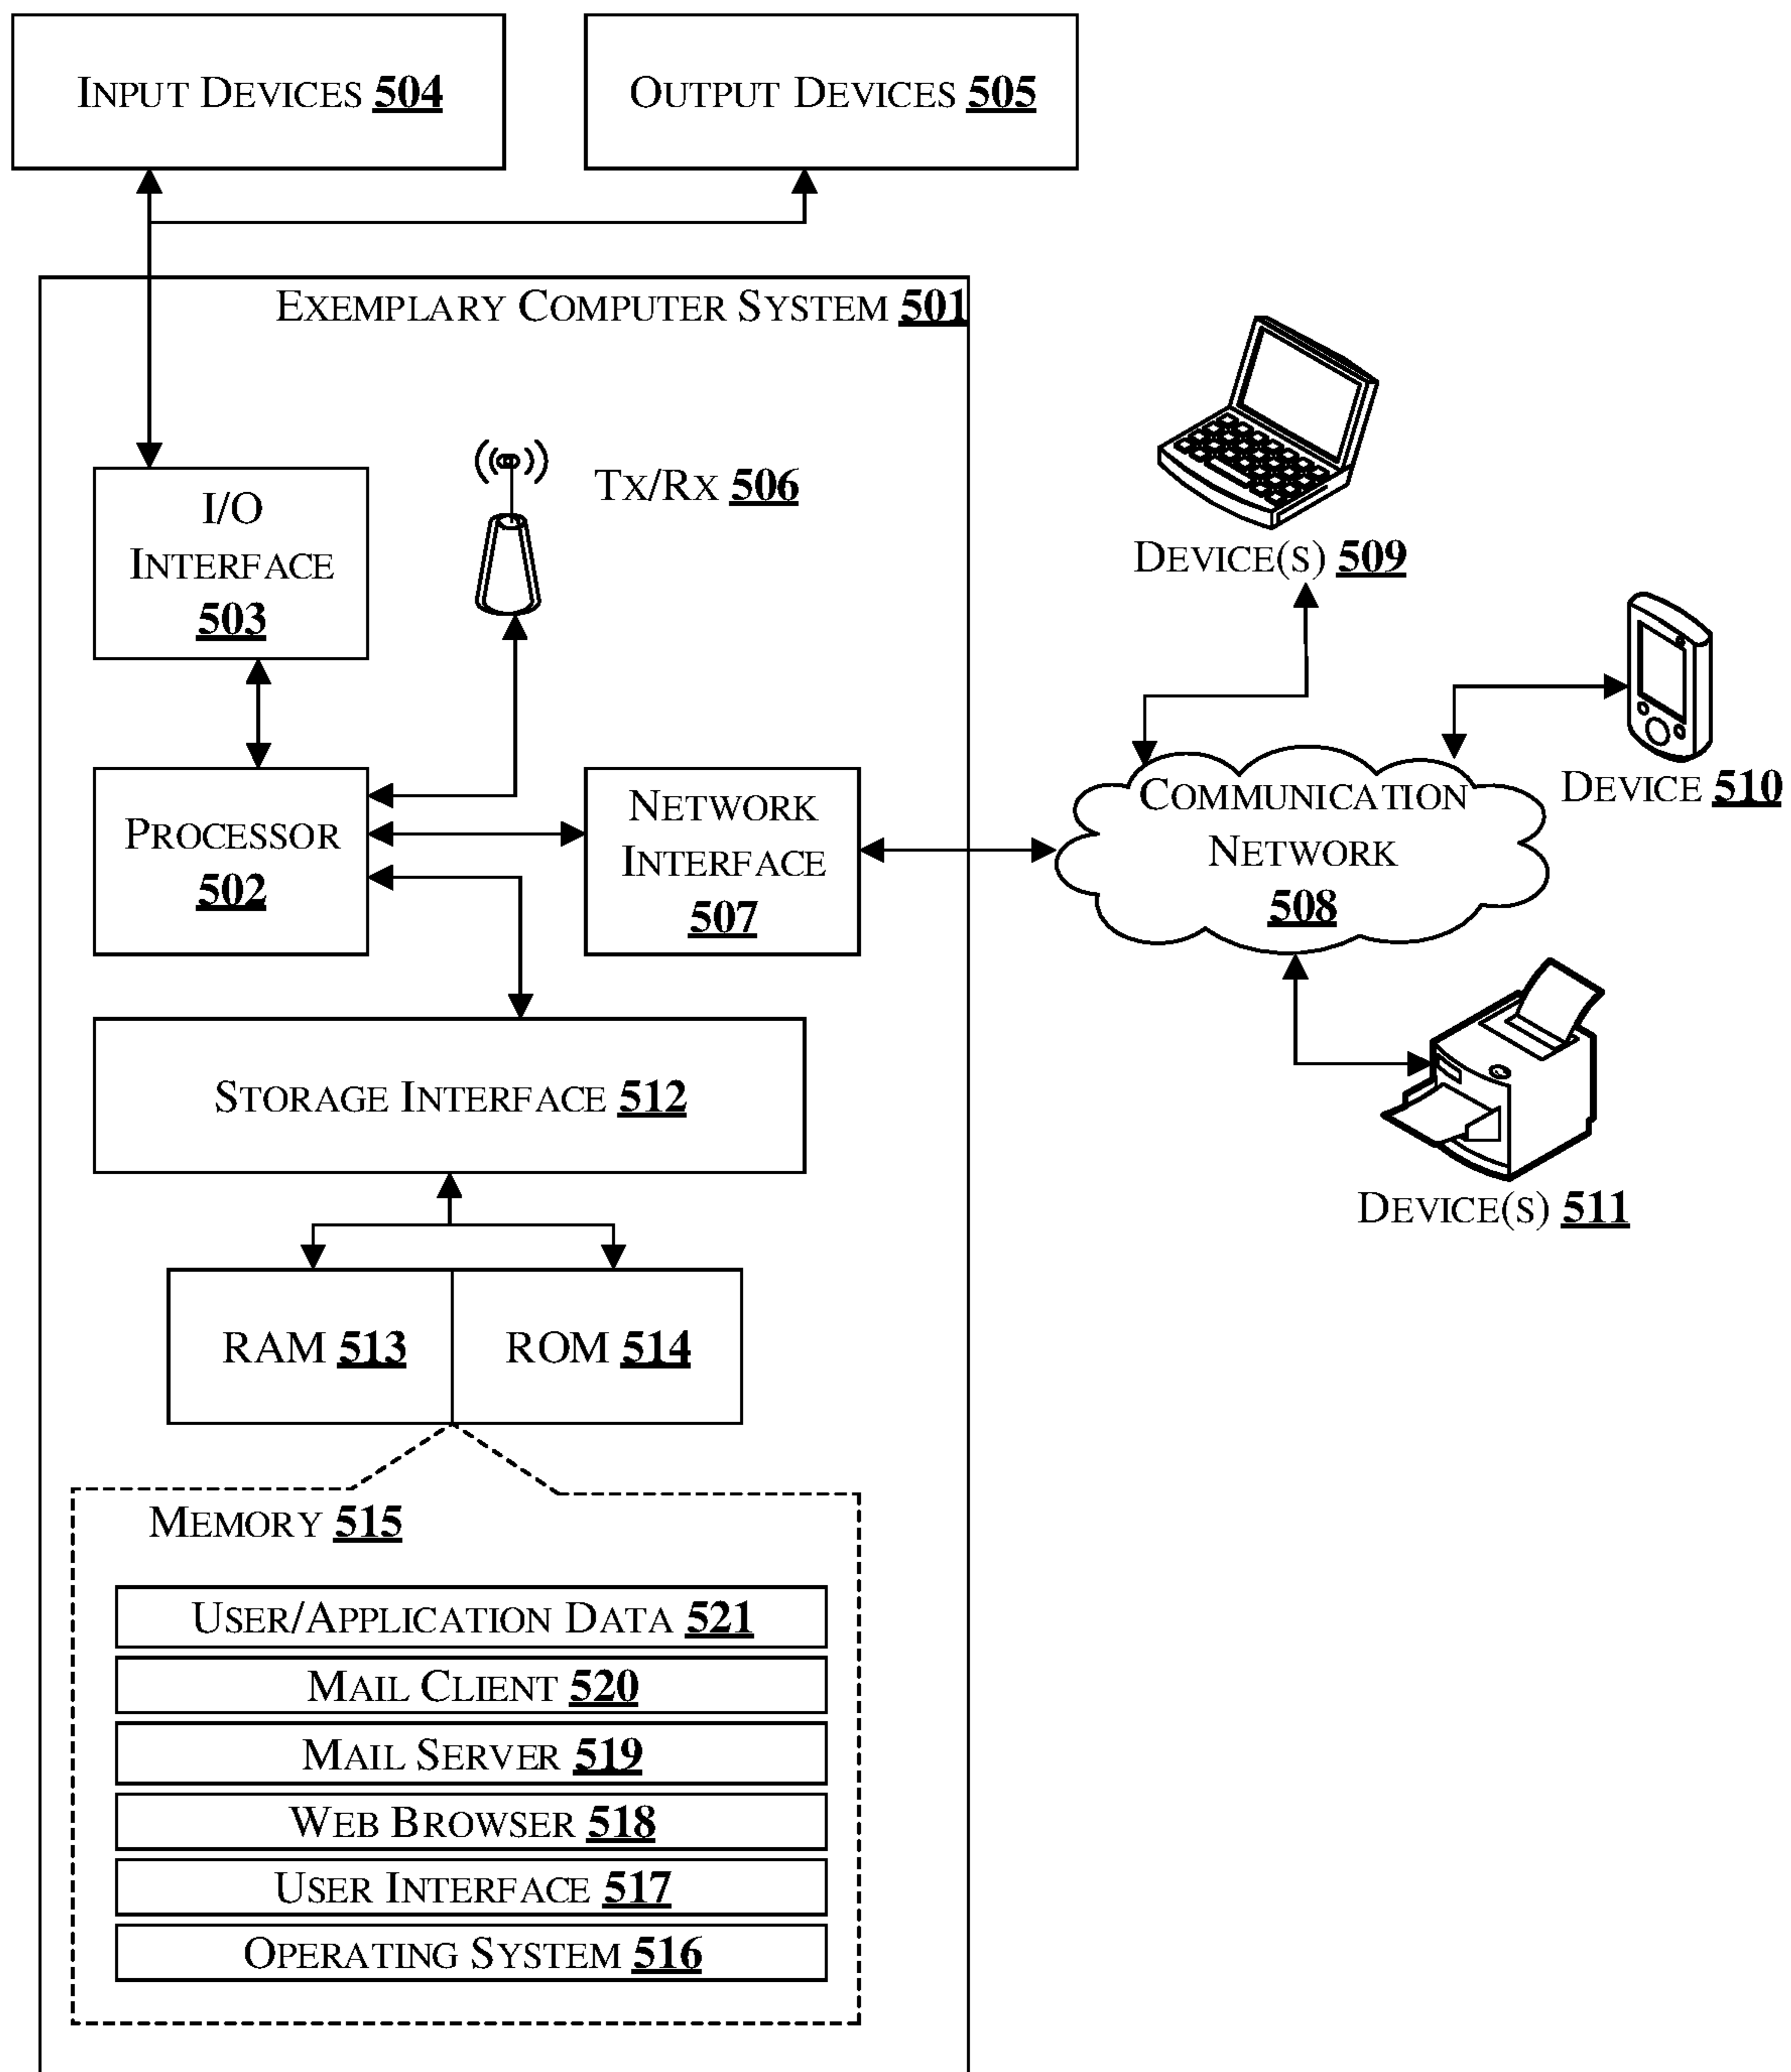 INPUT DEVICES 504
OUTPUT DEVICES 505
EXEMPLARY COMPUTER SYSTEM 501
I/O
INTERFACE
503
TX/RX 506
DEVICE(S) 509
DEVICE 510
PROCESSOR
502
NETWORK
INTERFACE
507
COMMUNICATION
NETWORK
508
STORAGE INTERFACE 512
DEVICE(S) 511
RAM 513
ROM 514
MEMORY 515
USER/APPLICATION DATA 521
MAIL CLIENT 520
MAIL SERVER 519
WEB BROWSER 518
USER INTERFACE 517
OPERATING SYSTEM 516